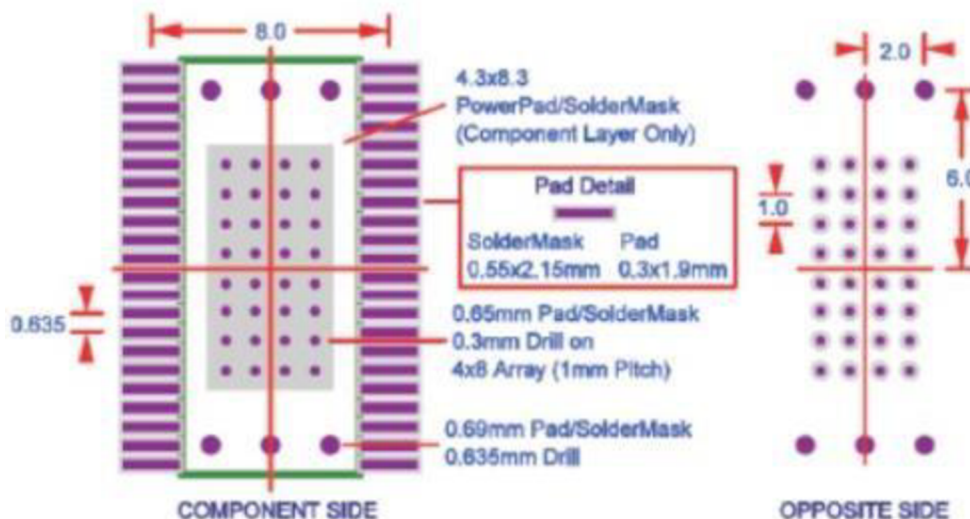 8.0
2.0
4.3x8.3
PowerPad/SolderMask
(Component Layer Only)
Pad Detail
SolderMask Pad
0.55x2.15mm 0.3x1.9mm
1.0
6.0
0.635
0.65mm Pad/SolderMask
0.3mm Drill on
4x8 Array (1mm Pitch)
0.69mm Pad/SolderMask
0.635mm Drill
COMPONENT SIDE
OPPOSITE SIDE